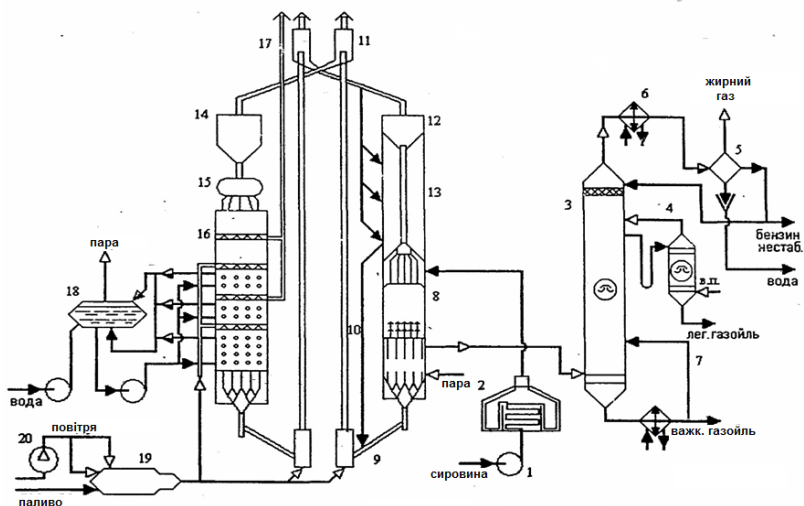 17
11
жирний
газ
6
14
12
5
15
13
3
4
16
бензин
нестаб.
пара
в.п.
вода
18
8
лег.газойль
10
7
2
вода
пара
повітря
важк. газойль
20
19
9
сировина
1
паливо